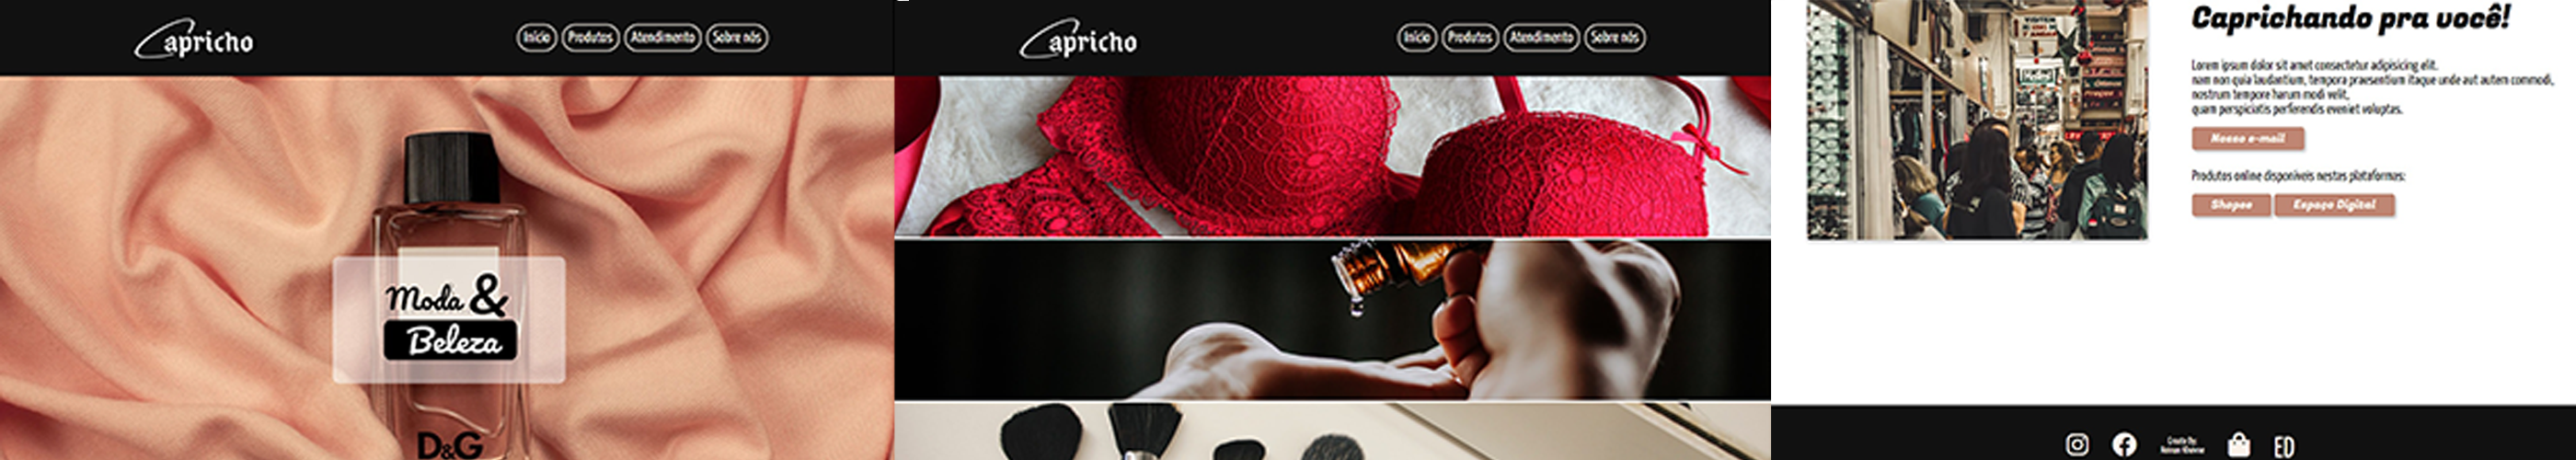 Capricho
Início Produtos Atendimento Sobre nós
Moda &
Beleza
D&G
Capricho
Início Produtos Atendimento Sobre nós
Caprichando pra você!
Lorem ipsum dolor sit amet consectetur adipisicing elit.
nam non quia laudantium, tempora praesentium itaque unde aut autem commodi,
nostrum tempore harum modi velit,
quam perspiciatis perferendis eveniet voluptas.
Nosso e-mail
Produtos online disponíveis nestas plataformas:
Shopee Espaço Digital
ED